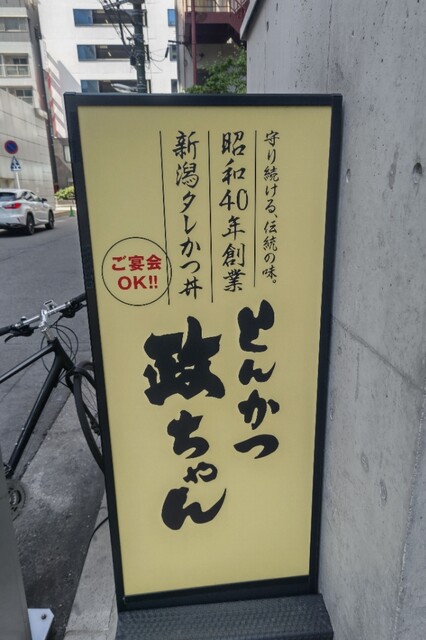 守り続ける、伝統の味。
昭和40年創業
新潟タレかつ丼
ご宴会
OK!!
とんかつ
政ちゃん